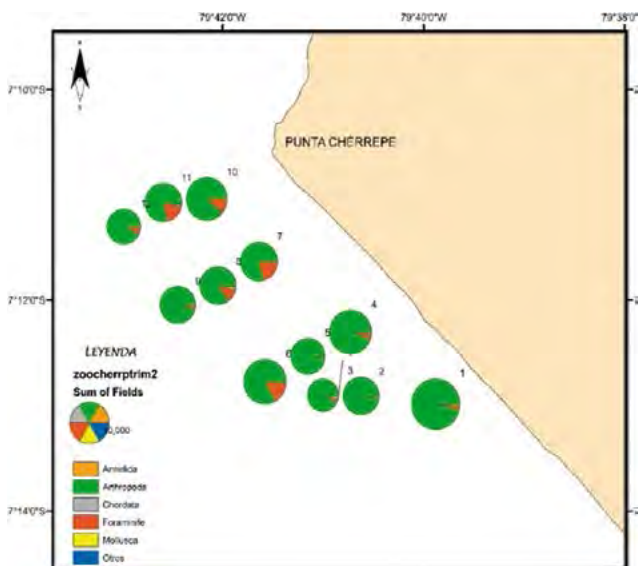 79°42'0"W 79°40'0"W 79°38'0"
N
7°10'0"S
PUNTA CHÉRREPE
11 10
12
7
8
9
7°12'0"S
4
5
6
3 2 1
LEYENDA
zoocherrptrim2
Sum of Fields
Annelida
Arthropoda
Chordata
Foraminife
Mollusca
Otros
7°14'0"S